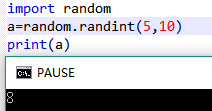 import random
a=random.randint(5,10)
print(a)
C:\. PAUSE
8